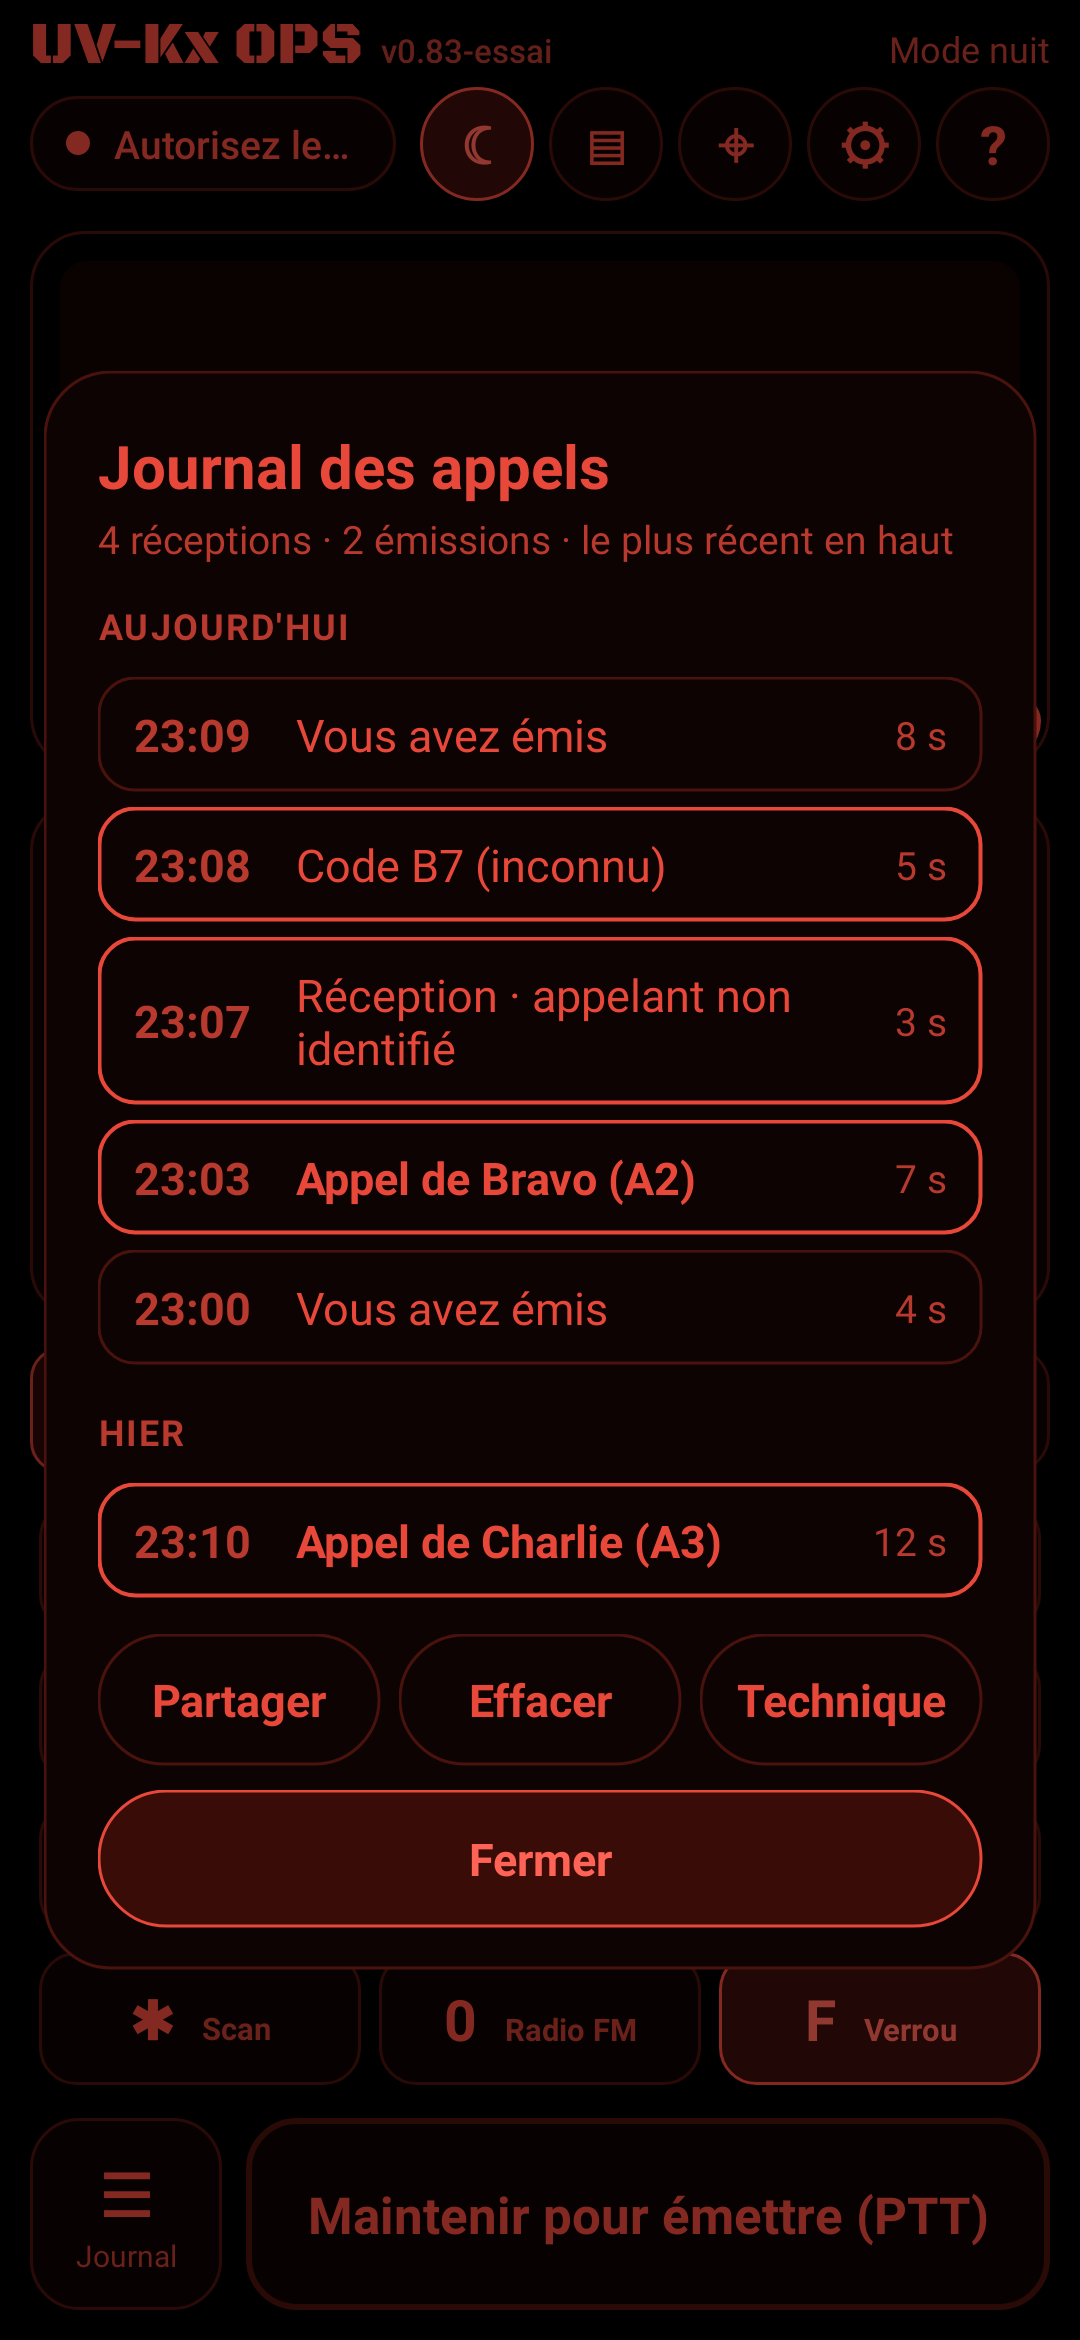 UV-Kx OPS v0.83-essai Mode nuit
Autorisez le... ?
Journal des appels
4 réceptions · 2 émissions · le plus récent en haut
AUJOURD'HUI
23:09 Vous avez émis 8 s
23:08 Code B7 (inconnu) 5 s
23:07 Réception · appelant non
identifié 3 s
23:03 Appel de Bravo (A2) 7 s
23:00 Vous avez émis 4 s
HIER
23:10 Appel de Charlie (A3) 12 s
Partager Effacer Technique
Fermer
✱ Scan 0 Radio FM F Verrou
Maintenir pour émettre (PTT)
Journal